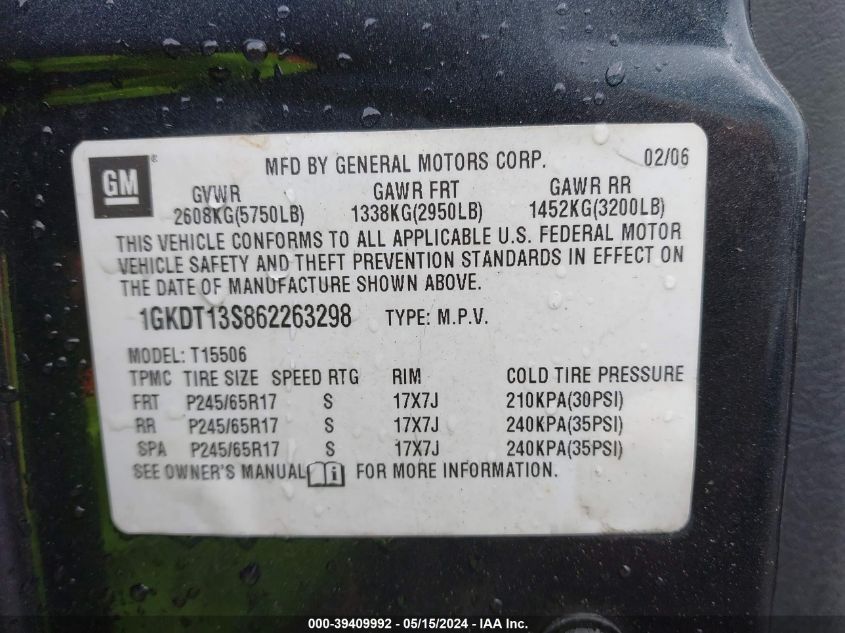 GM ® MFD BY GENERAL MOTORS CORP. 02/06
GVWR GAWR FRT GAWR RR
2608KG(5750LB) 1338KG(2950LB) 1452KG(3200LB)
THIS VEHICLE CONFORMS TO ALL APPLICABLE U.S. FEDERAL MOTOR
VEHICLE SAFETY AND THEFT PREVENTION STANDARDS IN EFFECT ON
THE DATE OF MANUFACTURE SHOWN ABOVE.
1GKDT13S862263298 TYPE: M.P.V.
MODEL: T15506
TPMC TIRE SIZE SPEED RTG RIM COLD TIRE PRESSURE
FRT P245/65R17 S 17X7J 210KPA(30PSI)
RR P245/65R17 S 17X7J 240KPA(35PSI)
SPA P245/65R17 S 17X7J 240KPA(35PSI)
SEE OWNER'S MANUAL i FOR MORE INFORMATION.
000-39409992 - 05/15/2024 - IAA Inc.